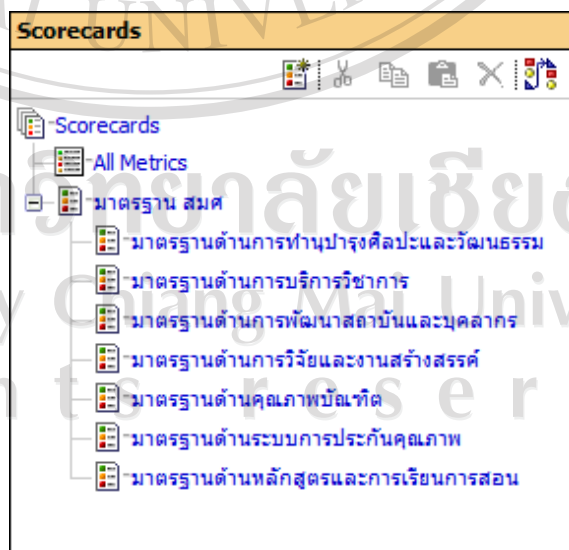 Scorecards
Scorecards
All Metrics
มาตรฐาน สมศ
มาตรฐานด้านการทำนุบำรุงศิลปะและวัฒนธรรม
มาตรฐานด้านการบริการวิชาการ
มาตรฐานด้านการพัฒนาสถาบันและบุคลากร
มาตรฐานด้านการวิจัยและงานสร้างสรรค์
มาตรฐานด้านคุณภาพบัณฑิต
มาตรฐานด้านระบบการประกันคุณภาพ
มาตรฐานด้านหลักสูตรและการเรียนการสอน